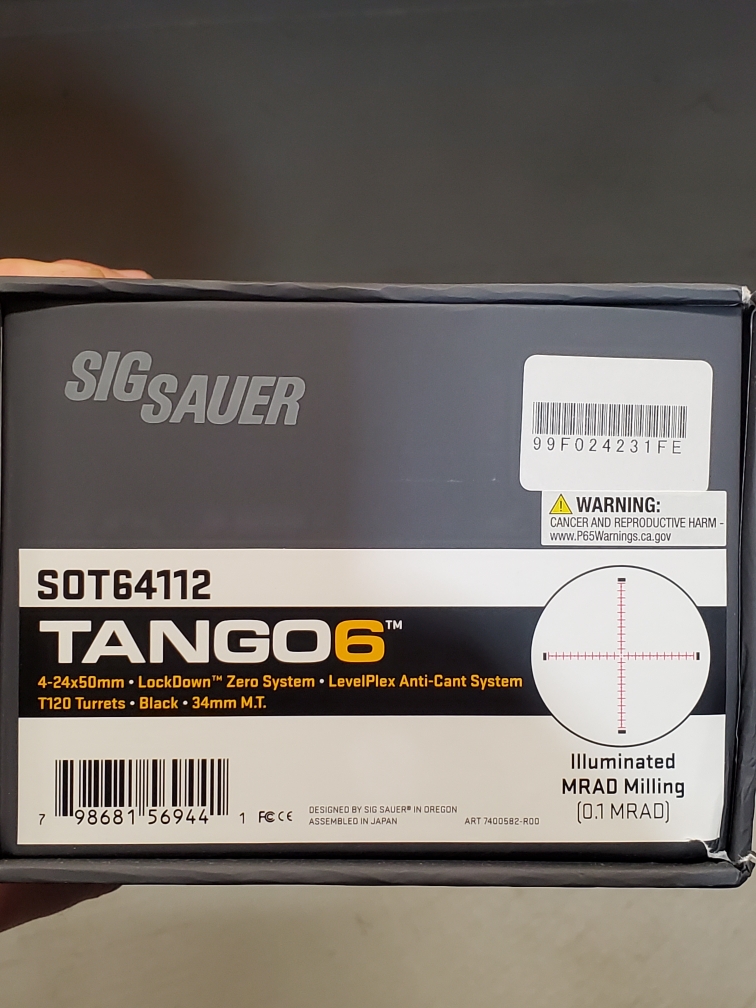 SIG SAUER
99F024231FE
WARNING:
CANCER AND REPRODUCTIVE HARM -
www.P65Warnings.ca.gov
SOT64112
TANGO6™
4-24x50mm • LockDown™ Zero System • LevelPlex Anti-Cant System
T120 Turrets • Black • 34mm M.T.
Illuminated
MRAD Milling
(0.1 MRAD)
7 98681 56944 1
FC CE
DESIGNED BY SIG SAUER® IN OREGON
ASSEMBLED IN JAPAN
ART 7400582-R00